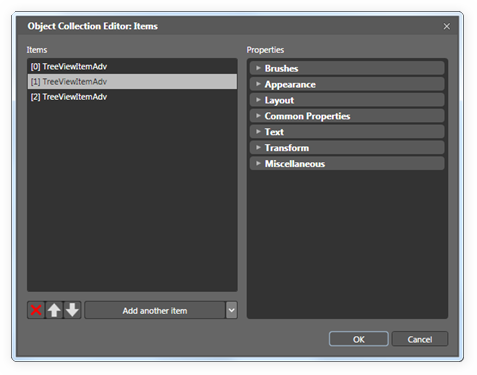 Object Collection Editor: Items
Items
[0] TreeViewItemAdv
[1] TreeViewItemAdv
[2] TreeViewItemAdv
Add another item
Properties
Brushes
Appearance
Layout
Common Properties
Text
Transform
Miscellaneous
OK
Cancel